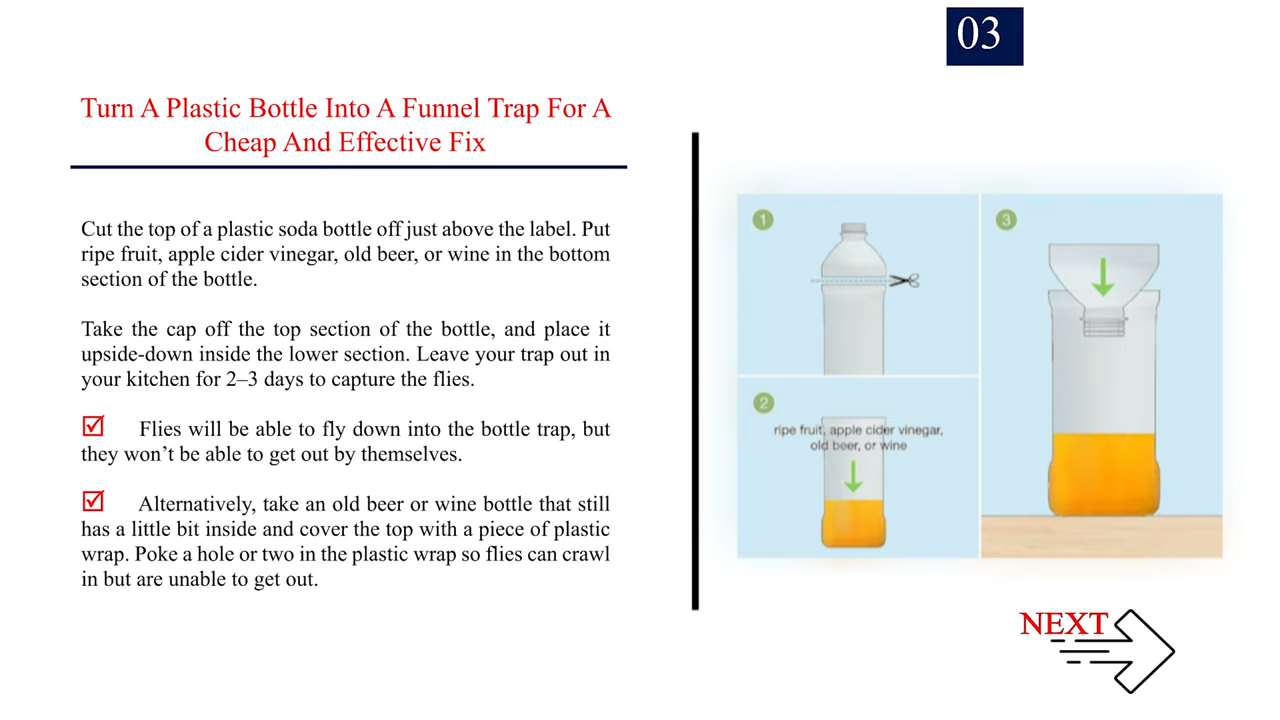 03
Turn A Plastic Bottle Into A Funnel Trap For A
Cheap And Effective Fix
Cut the top of a plastic soda bottle off just above the label. Put
ripe fruit, apple cider vinegar, old beer, or wine in the bottom
section of the bottle.
Take the cap off the top section of the bottle, and place it
upside-down inside the lower section. Leave your trap out in
your kitchen for 2–3 days to capture the flies.
Flies will be able to fly down into the bottle trap, but
they won’t be able to get out by themselves.
Alternatively, take an old beer or wine bottle that still
has a little bit inside and cover the top with a piece of plastic
wrap. Poke a hole or two in the plastic wrap so flies can crawl
in but are unable to get out.
1
2
ripe fruit, apple cider vinegar,
old beer, or wine
3
NEXT